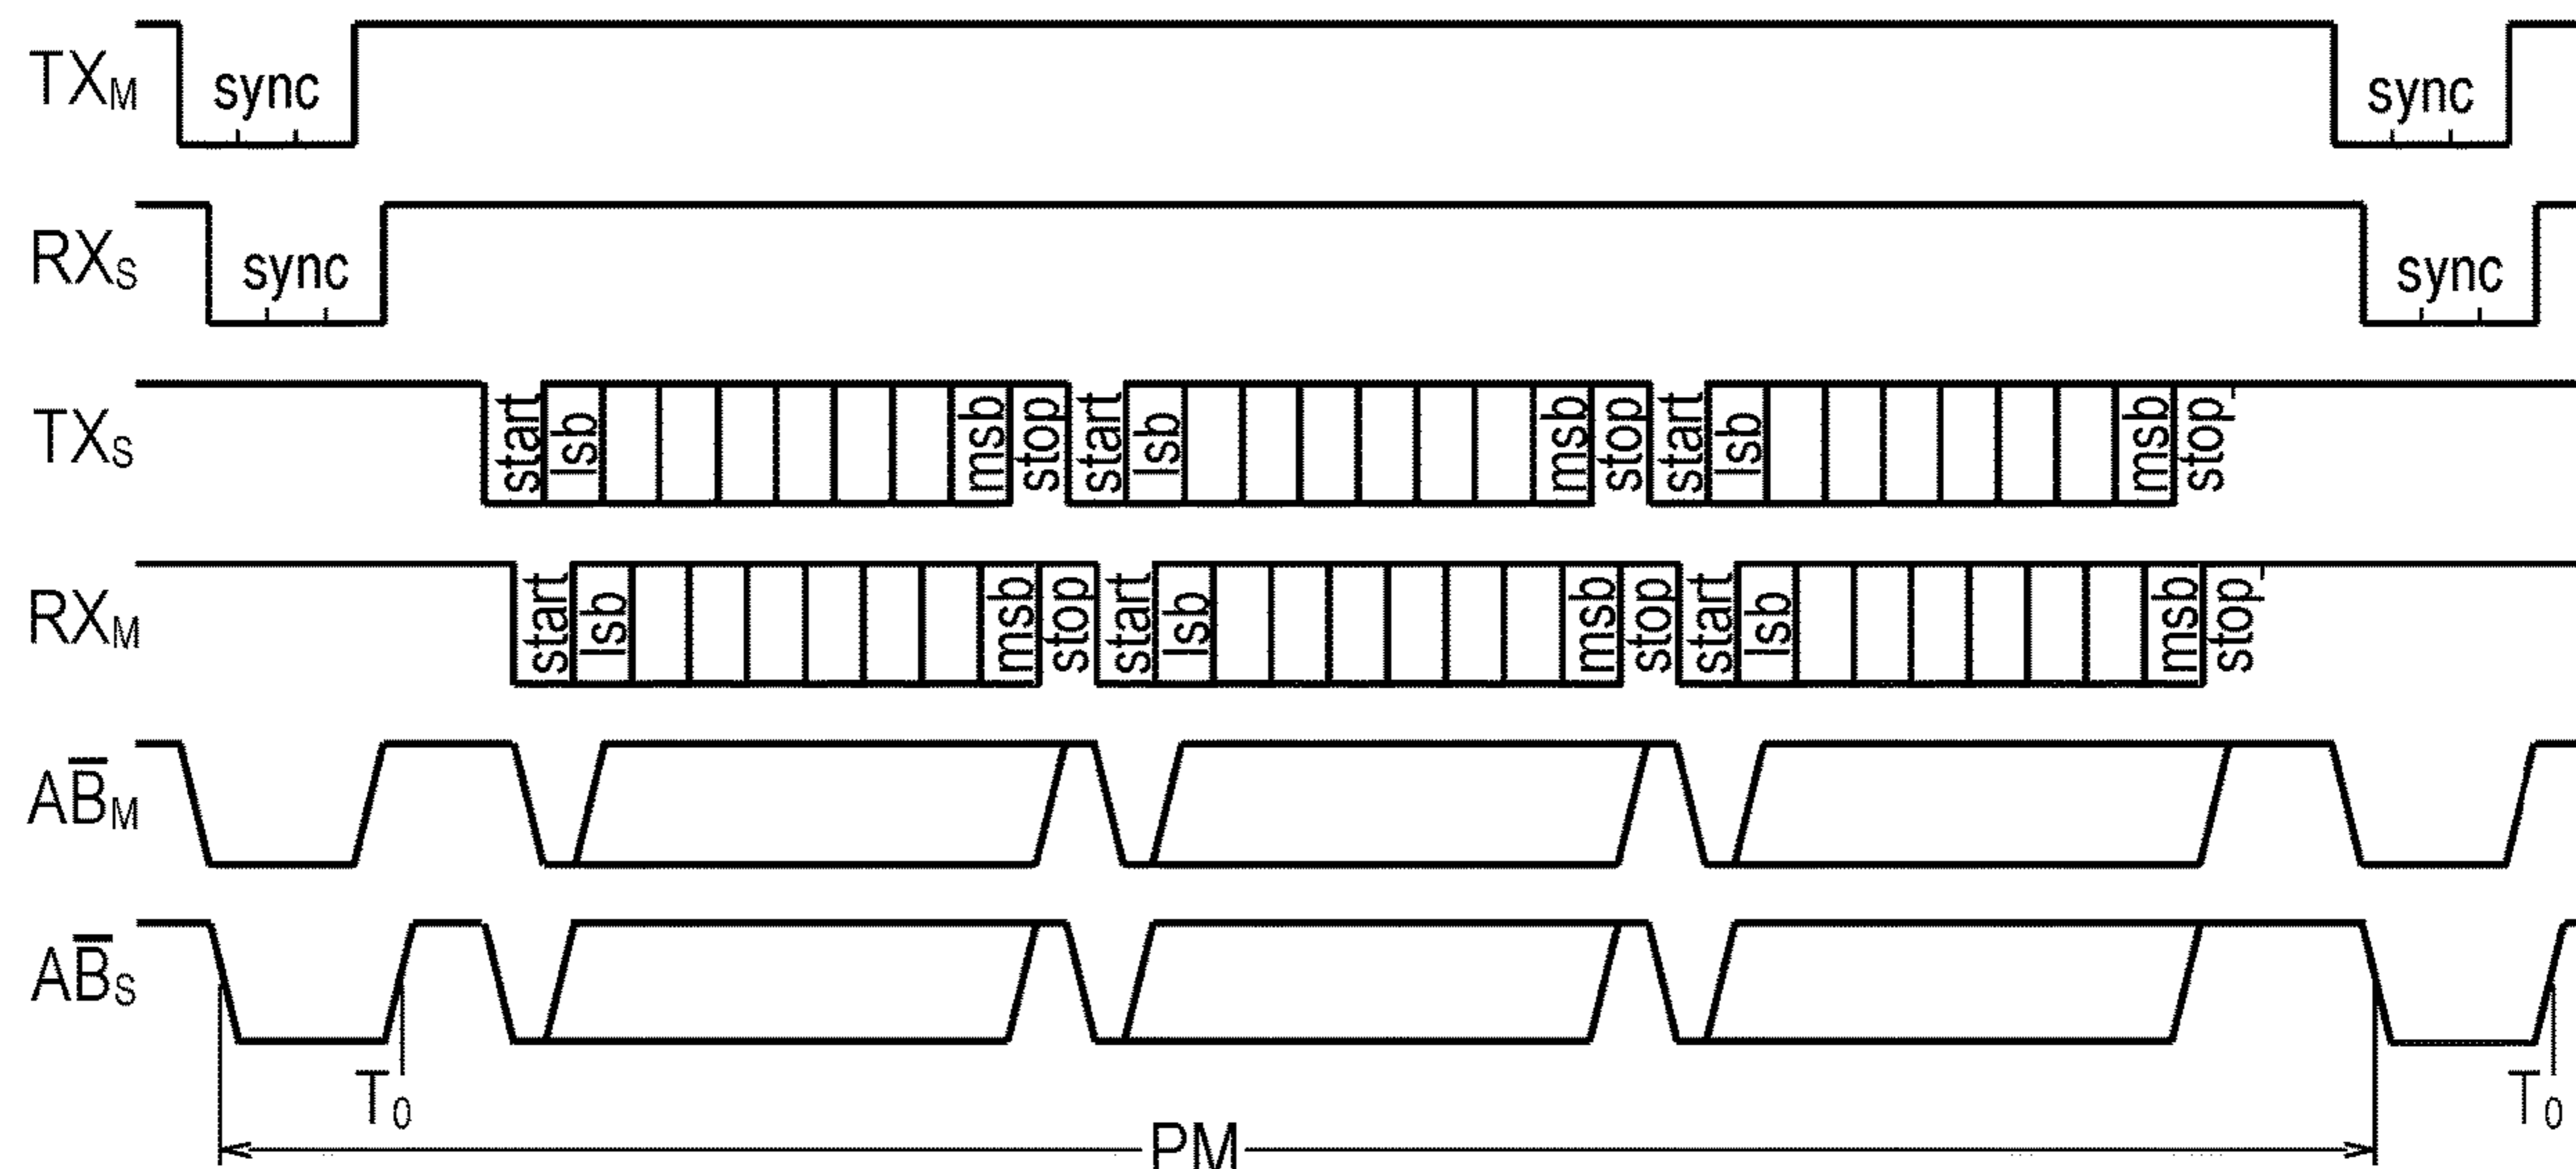 TXM sync sync
RXS sync sync
TXS start lsb msb stop start lsb msb stop start lsb msb stop
RXM start lsb msb stop start lsb msb stop start lsb msb stop
AB̅M
AB̅S
T0 T0
PM